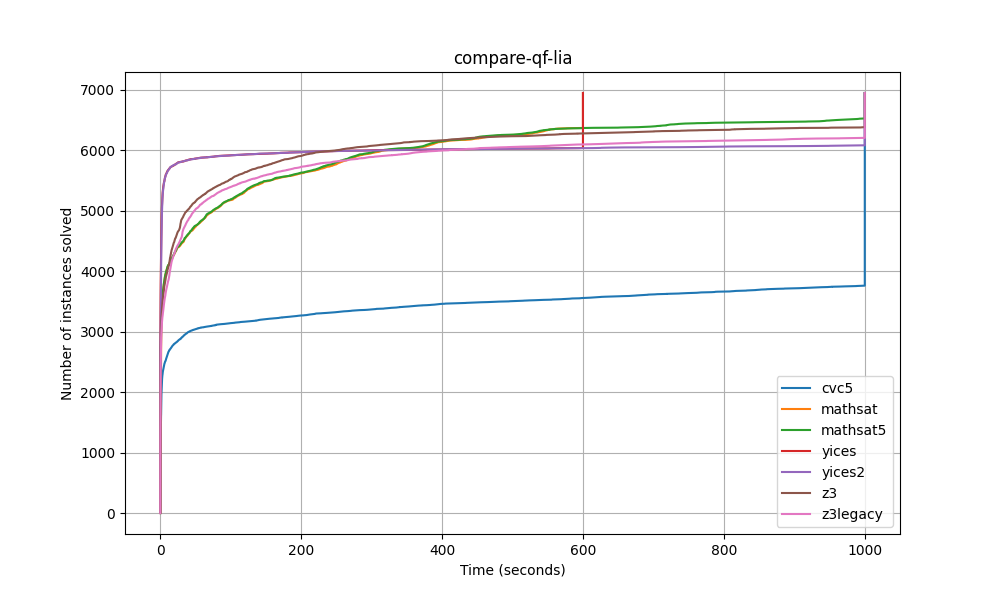 compare-qf-lia
Number of instances solved
7000
6000
5000
4000
3000
2000
1000
0
0 200 400 600 800 1000
Time (seconds)
cvc5
mathsat
mathsat5
yices
yices2
z3
z3legacy